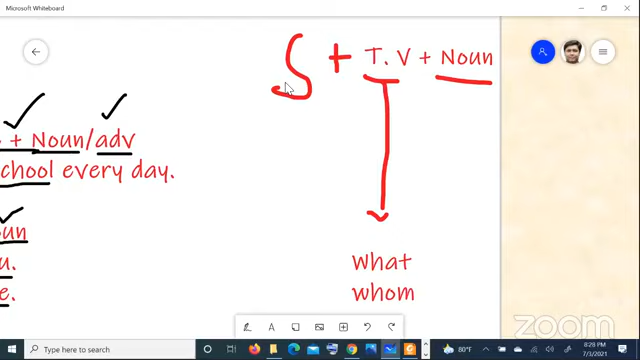 Microsoft Whiteboard
S + T. V + Noun
+ Noun/adv
chool every day.
un
u.
e.
what
whom
zoom
Type here to search
80°F
8:28 PM
7/3/2021